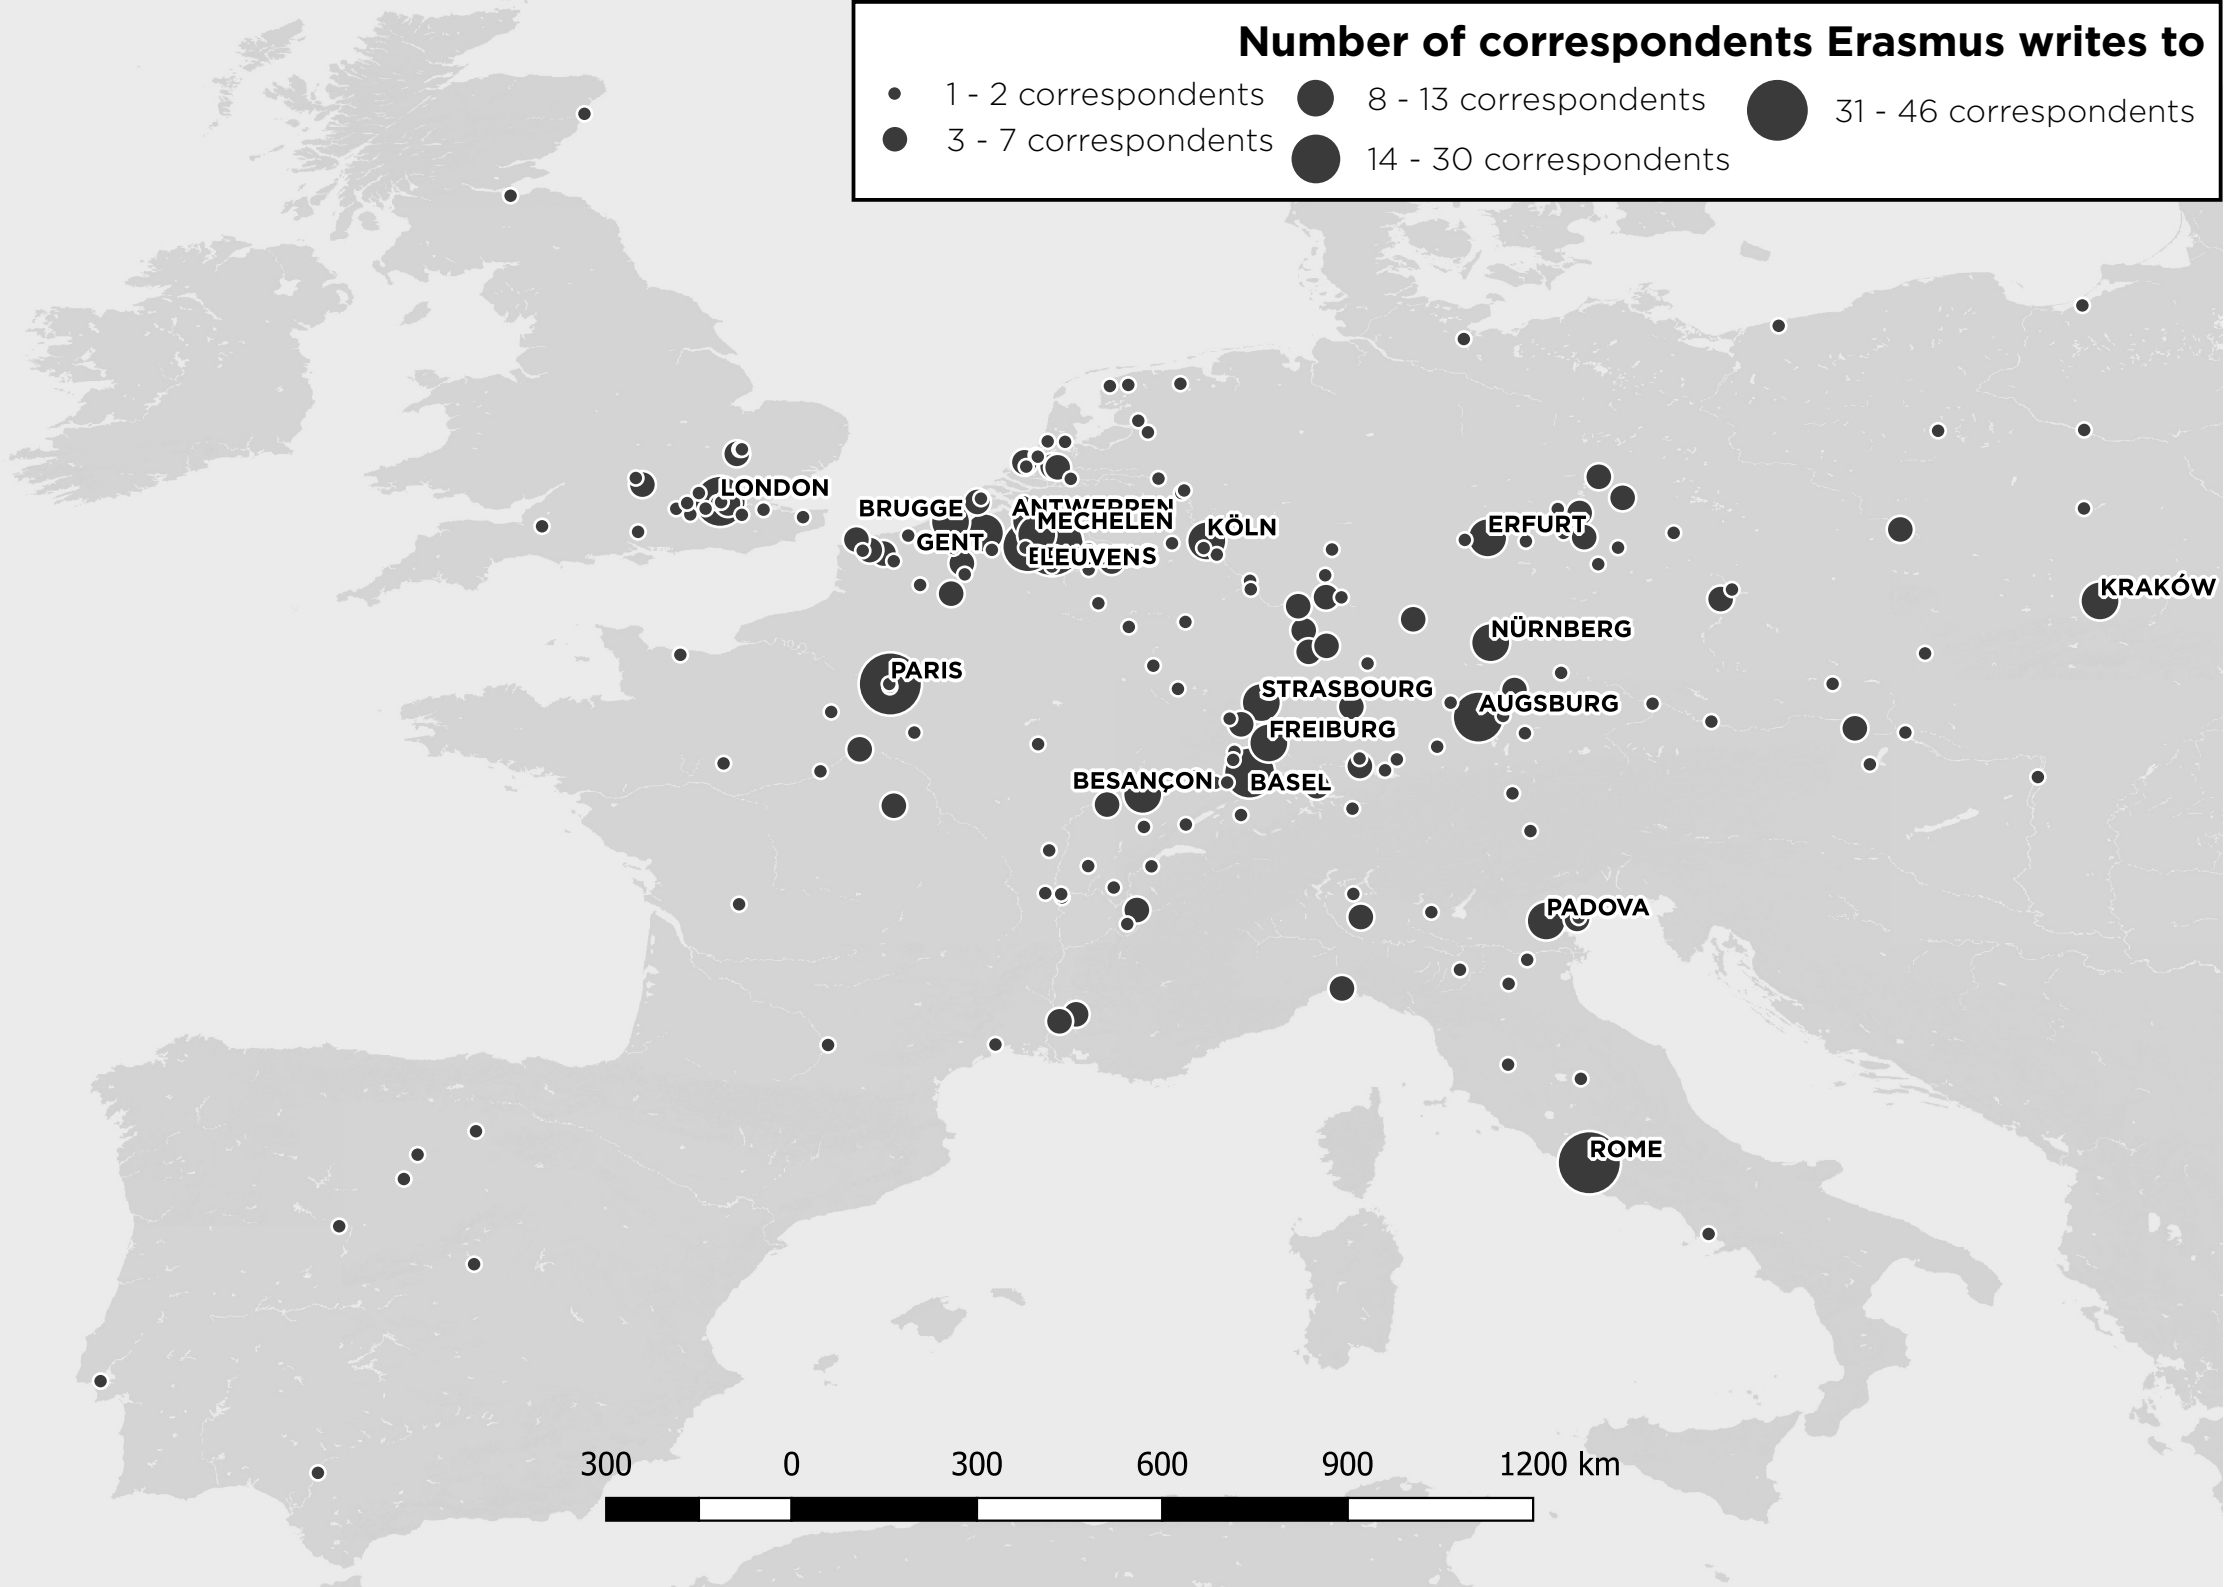 Number of correspondents Erasmus writes to
1 - 2 correspondents
8 - 13 correspondents
31 - 46 correspondents
3 - 7 correspondents
14 - 30 correspondents
LONDON
BRUGGE
ANTWERPEN
MECHELEN
KÖLN
ERFURT
GENT
LEUVEN
KRAKÓW
NÜRNBERG
PARIS
STRASBOURG
AUGSBURG
FREIBURG
BESANÇON
BASEL
PADOVA
ROME
300 0 300 600 900 1200 km